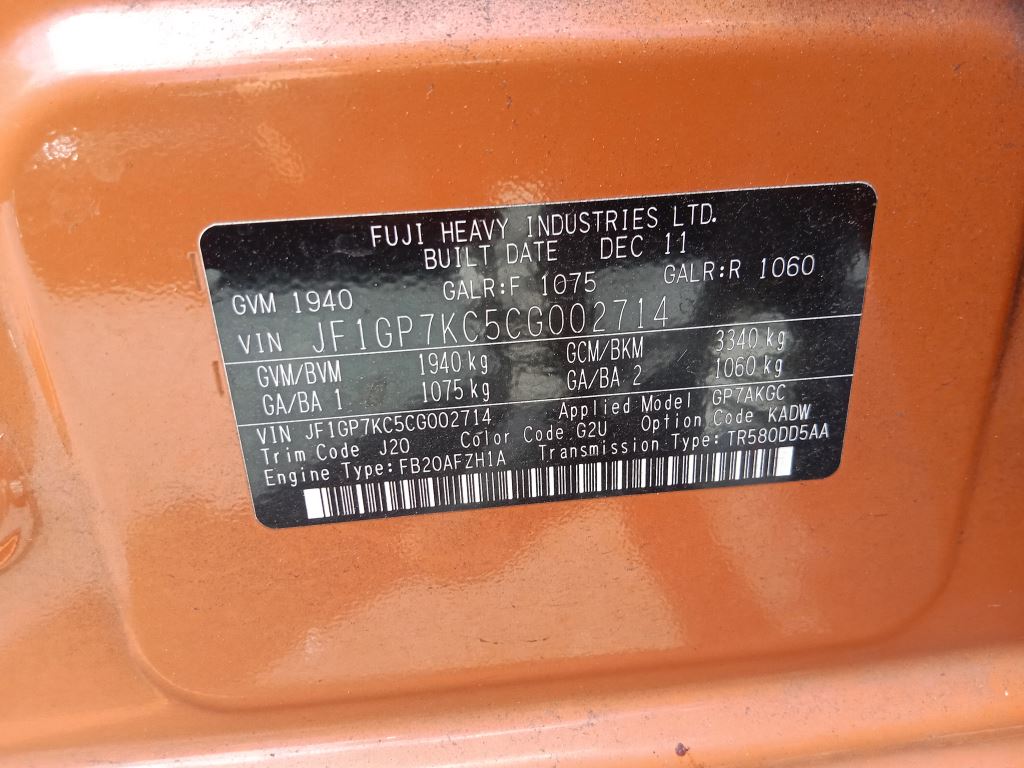 FUJI HEAVY INDUSTRIES LTD.
BUILT DATE DEC 11
GVM 1940 GALR:F 1075 GALR:R 1060
VIN JF1GP7KC5CG002714
GVM/BVM 1940 kg GCM/BKM 3340 kg
GA/BA 1 1075 kg GA/BA 2 1060 kg
VIN JF1GP7KC5CG002714 Applied Model GP7AKGC
Trim Code J20 Color Code G2U Option Code KADW
Engine Type: FB20AFZH1A Transmission Type: TR580DD5AA